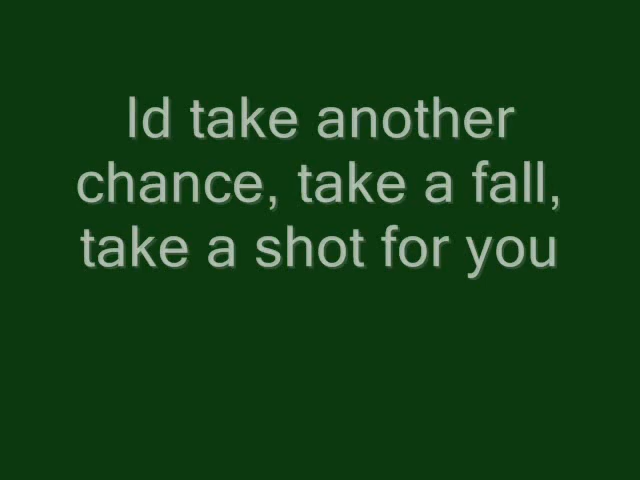 Id take another
chance, take a fall,
take a shot for you